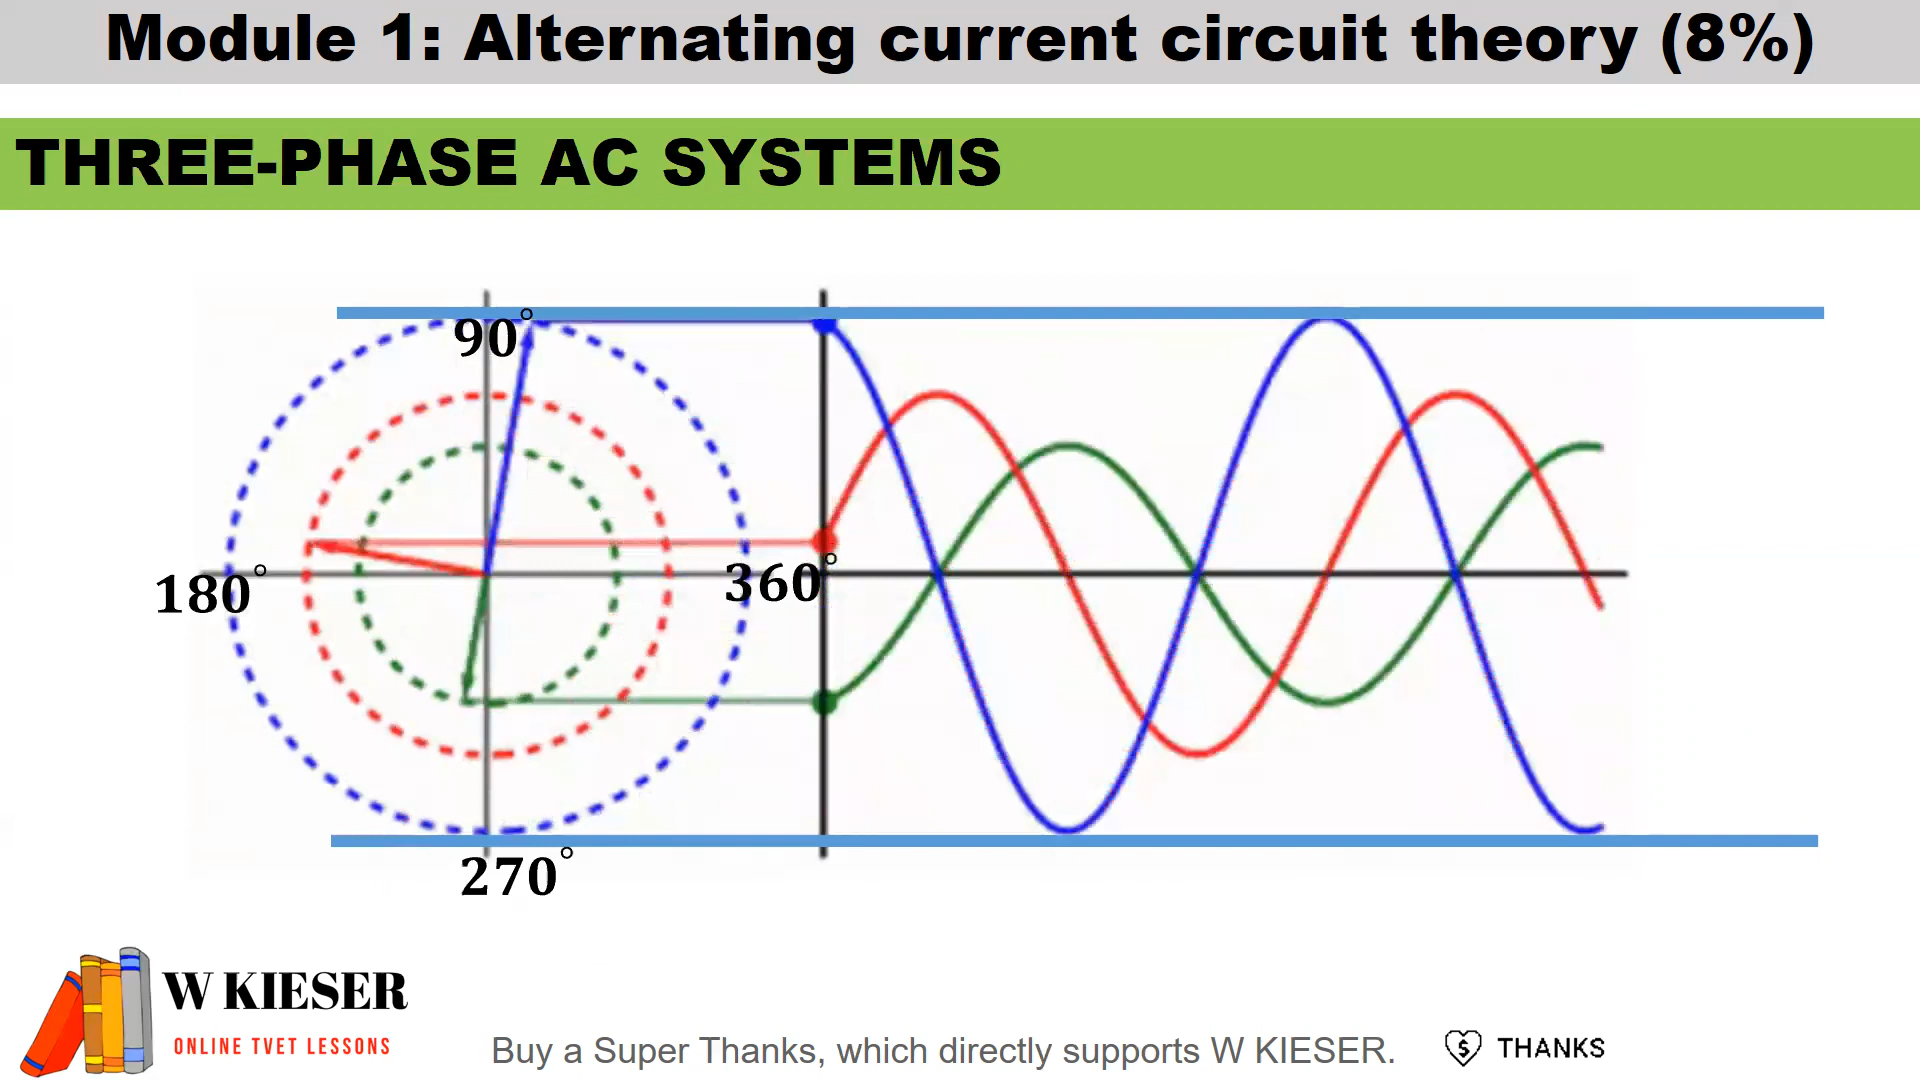 Module 1: Alternating current circuit theory (8%)
THREE-PHASE AC SYSTEMS
90°
180°
360°
270°
W KIESER
ONLINE TVET LESSONS
Buy a Super Thanks, which directly supports W KIESER.
$ THANKS